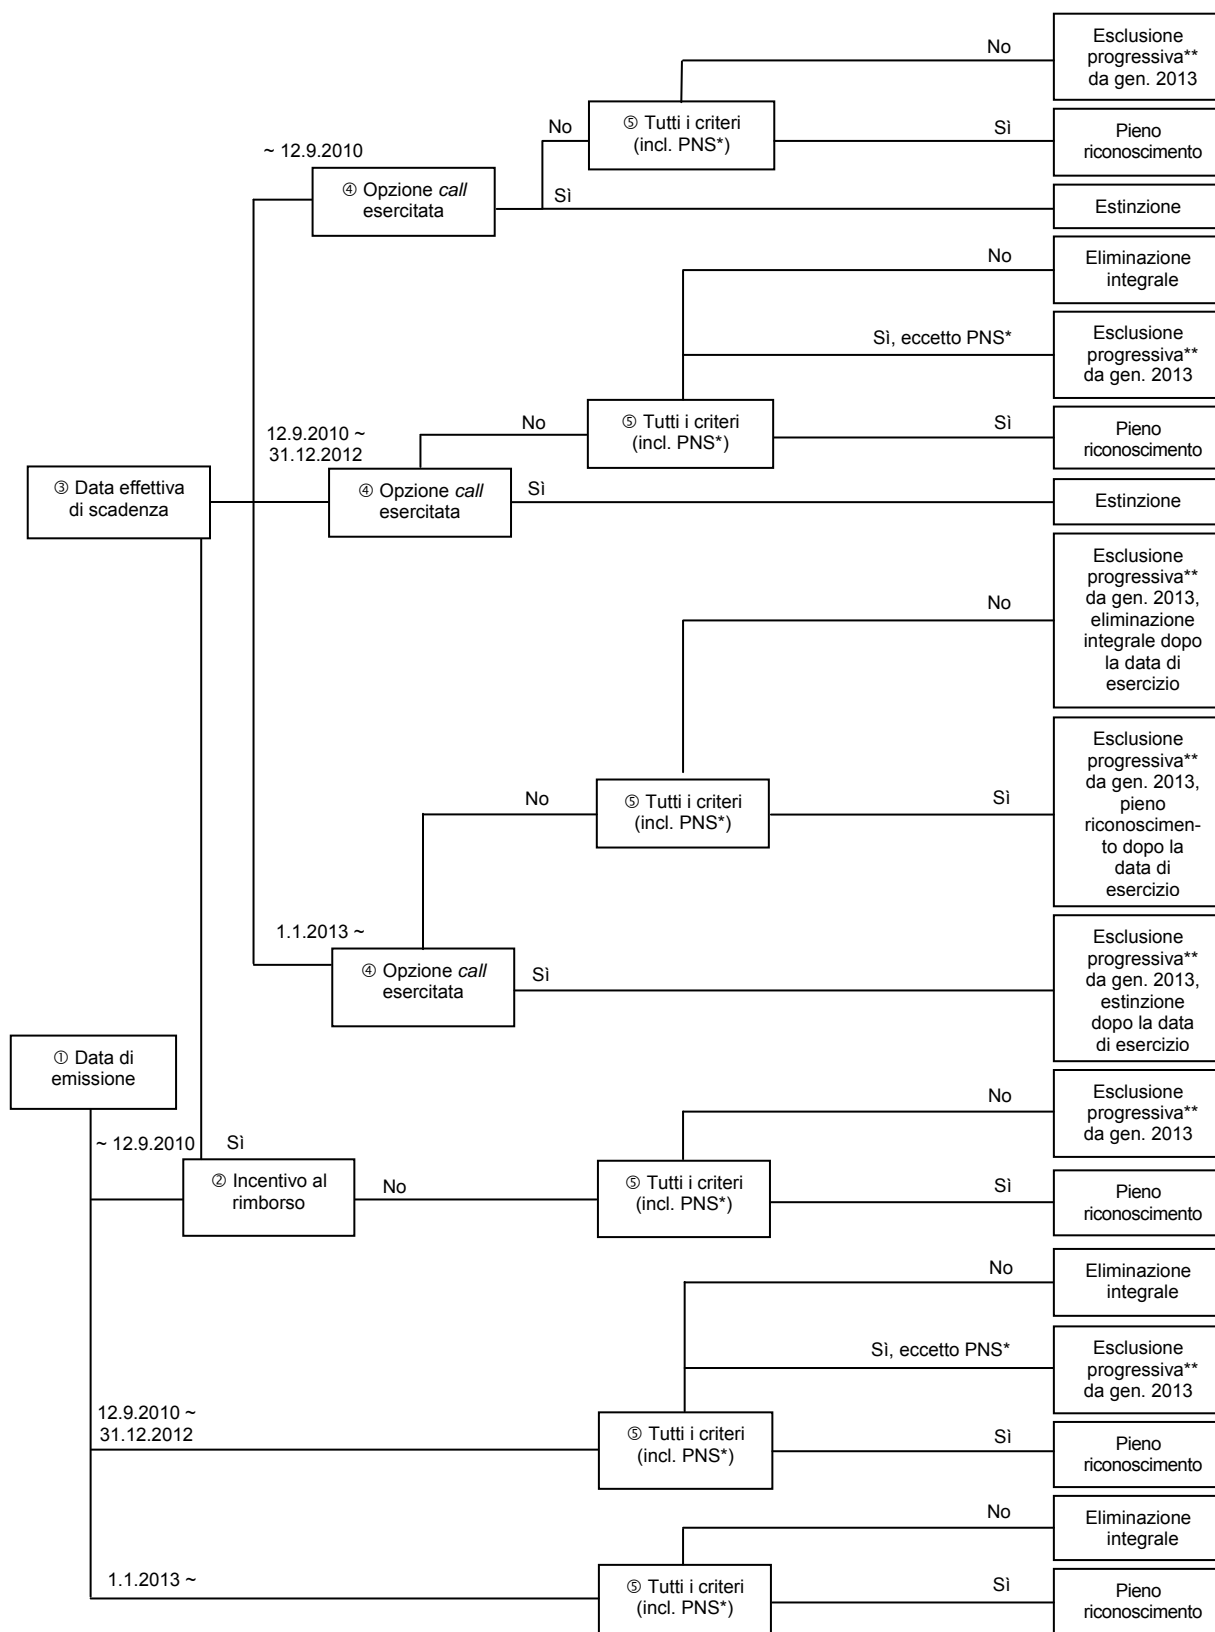 No
Esclusione
progressiva**
da gen. 2013
~ 12.9.2010
No
⑤ Tutti i criteri
(incl. PNS*)
Sì
Pieno
riconoscimento
④ Opzione call
esercitata
Sì
Estinzione
No
Eliminazione
integrale
Sì, eccetto PNS*
Esclusione
progressiva**
da gen. 2013
12.9.2010 ~
31.12.2012
No
⑤ Tutti i criteri
(incl. PNS*)
Sì
Pieno
riconoscimento
③ Data effettiva
di scadenza
④ Opzione call
esercitata
Sì
Estinzione
No
Esclusione
progressiva**
da gen. 2013,
eliminazione
integrale dopo
la data di
esercizio
No
⑤ Tutti i criteri
(incl. PNS*)
Sì
Esclusione
progressiva**
da gen. 2013,
pieno
riconoscimen-
to dopo la
data di
esercizio
1.1.2013 ~
④ Opzione call
esercitata
Sì
Esclusione
progressiva**
da gen. 2013,
estinzione
dopo la data
di esercizio
① Data di
emissione
No
Esclusione
progressiva**
da gen. 2013
~ 12.9.2010
Sì
② Incentivo al
rimborso
No
⑤ Tutti i criteri
(incl. PNS*)
Sì
Pieno
riconoscimento
No
Eliminazione
integrale
Sì, eccetto PNS*
Esclusione
progressiva**
da gen. 2013
12.9.2010 ~
31.12.2012
⑤ Tutti i criteri
(incl. PNS*)
Sì
Pieno
riconoscimento
No
Eliminazione
integrale
1.1.2013 ~
⑤ Tutti i criteri
(incl. PNS*)
Sì
Pieno
riconoscimento